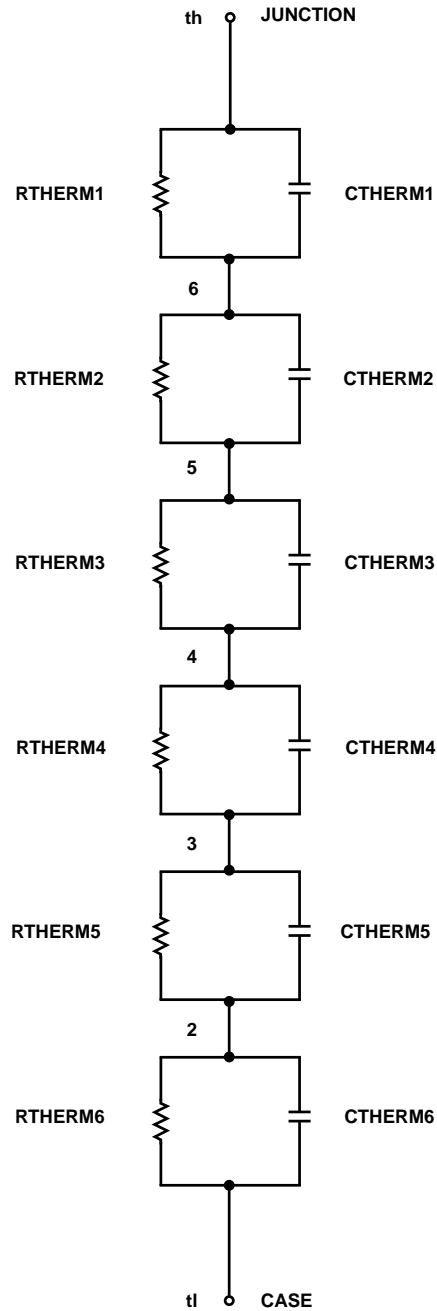 th JUNCTION
RTHERM1 CTHERM1
6
RTHERM2 CTHERM2
5
RTHERM3 CTHERM3
4
RTHERM4 CTHERM4
3
RTHERM5 CTHERM5
2
RTHERM6 CTHERM6
tl CASE